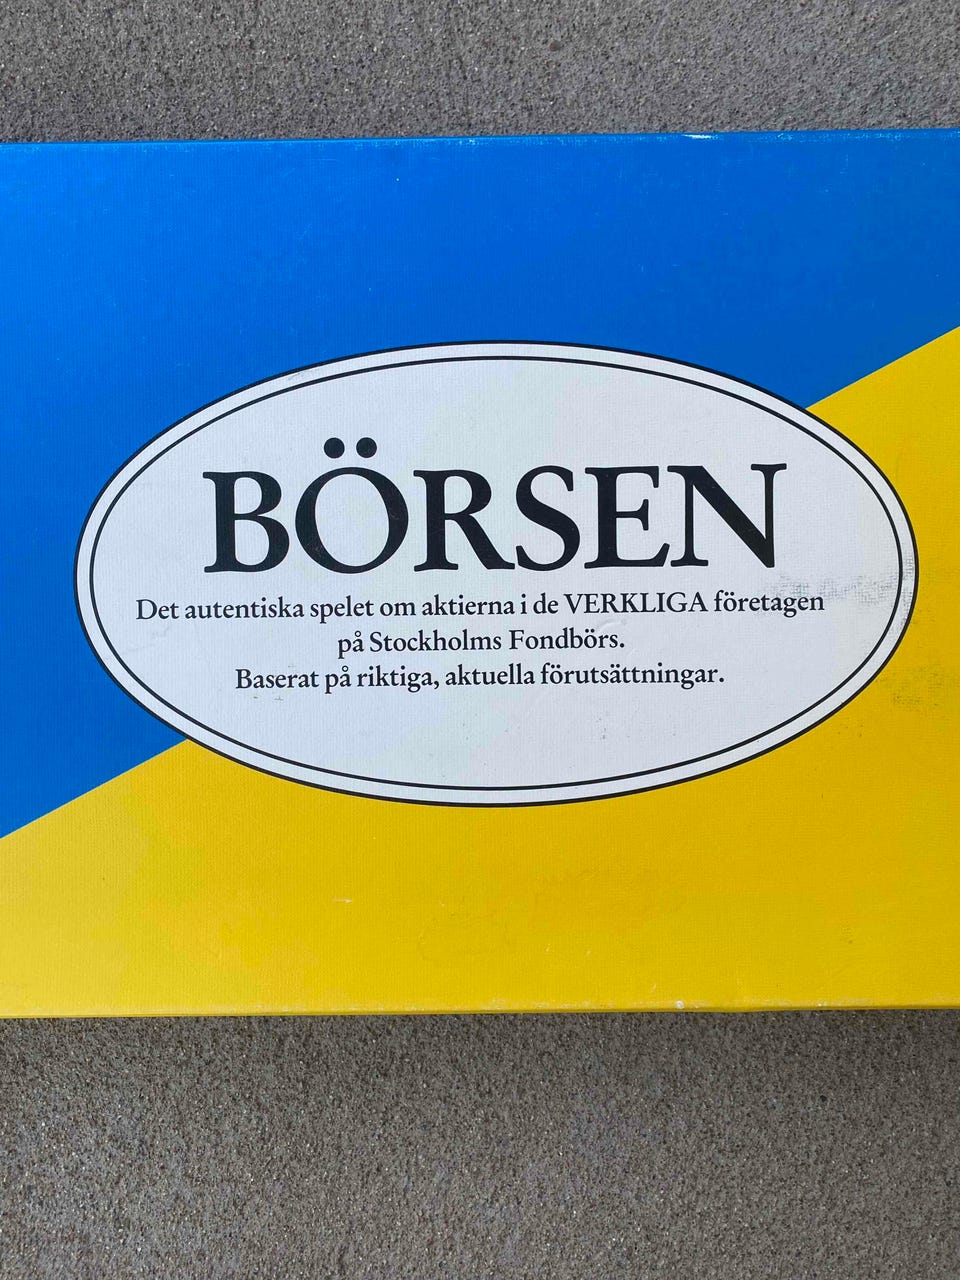 BÖRSEN
Det autentiska spelet om aktierna i de VERKLIGA företagen
på Stockholms Fondbörs.
Baserat på riktiga, aktuella förutsättningar.